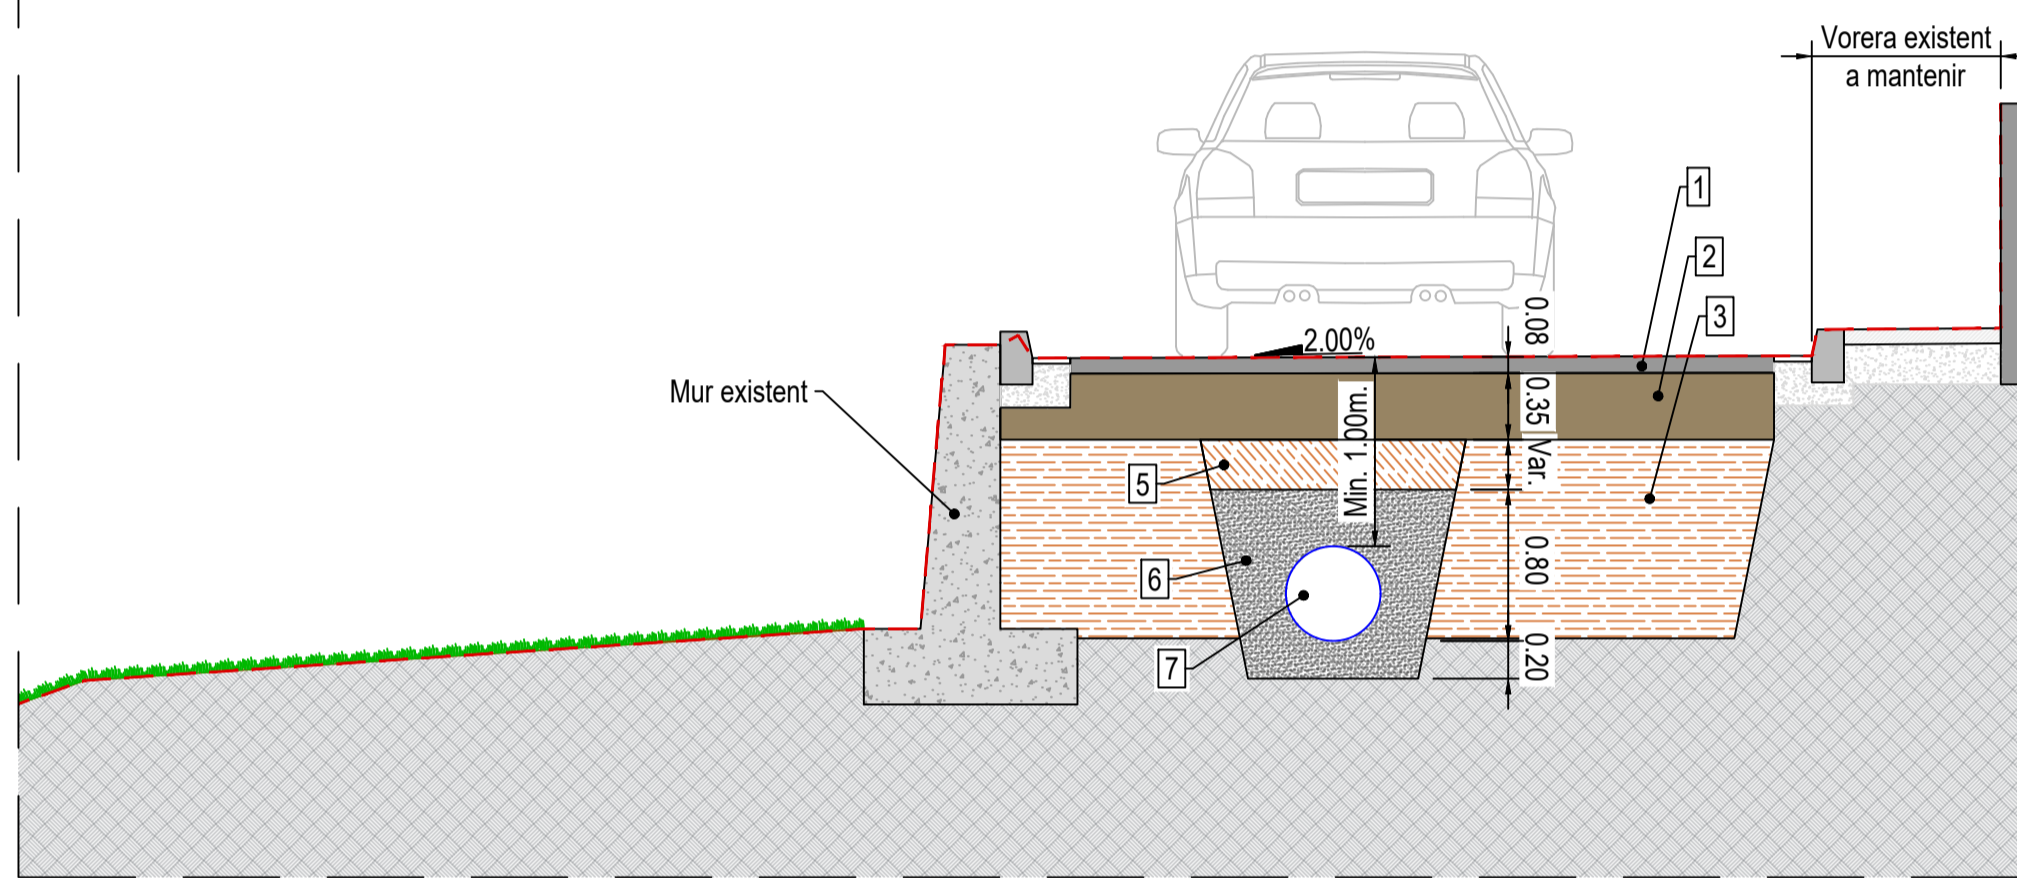 Vorera existent
a mantenir
1
2
3
0.08
2.00%
Mur existent
0.35
Min. 1.00m.
Var.
5
0.80
6
0.20
7